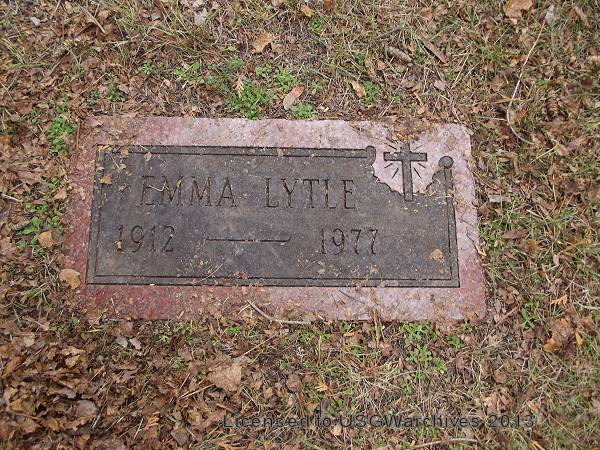 EMMA LYTLE
1912 — 1977
Licensed to USGWarchives 2013